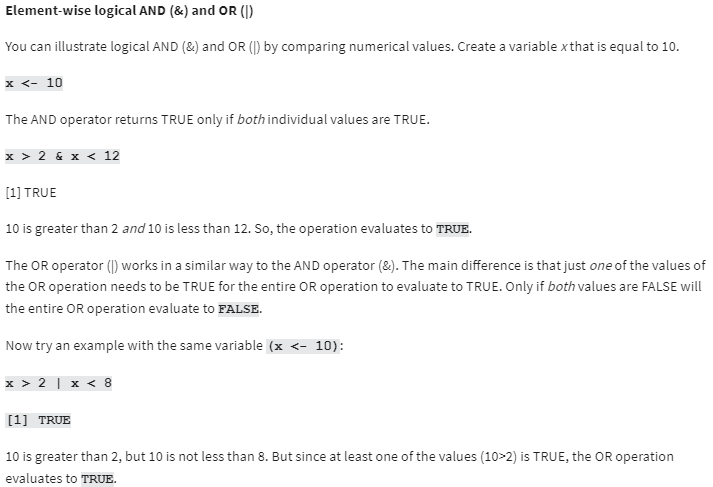 Element-wise logical AND (&) and OR (|)
You can illustrate logical AND (&) and OR (|) by comparing numerical values. Create a variable x that is equal to 10.
x <- 10
The AND operator returns TRUE only if both individual values are TRUE.
x > 2 & x < 12
[1] TRUE
10 is greater than 2 and 10 is less than 12. So, the operation evaluates to TRUE.
The OR operator (|) works in a similar way to the AND operator (&). The main difference is that just one of the values of
the OR operation needs to be TRUE for the entire OR operation to evaluate to TRUE. Only if both values are FALSE will
the entire OR operation evaluate to FALSE.
Now try an example with the same variable (x <- 10):
x > 2 | x < 8
[1] TRUE
10 is greater than 2, but 10 is not less than 8. But since at least one of the values (10>2) is TRUE, the OR operation
evaluates to TRUE.